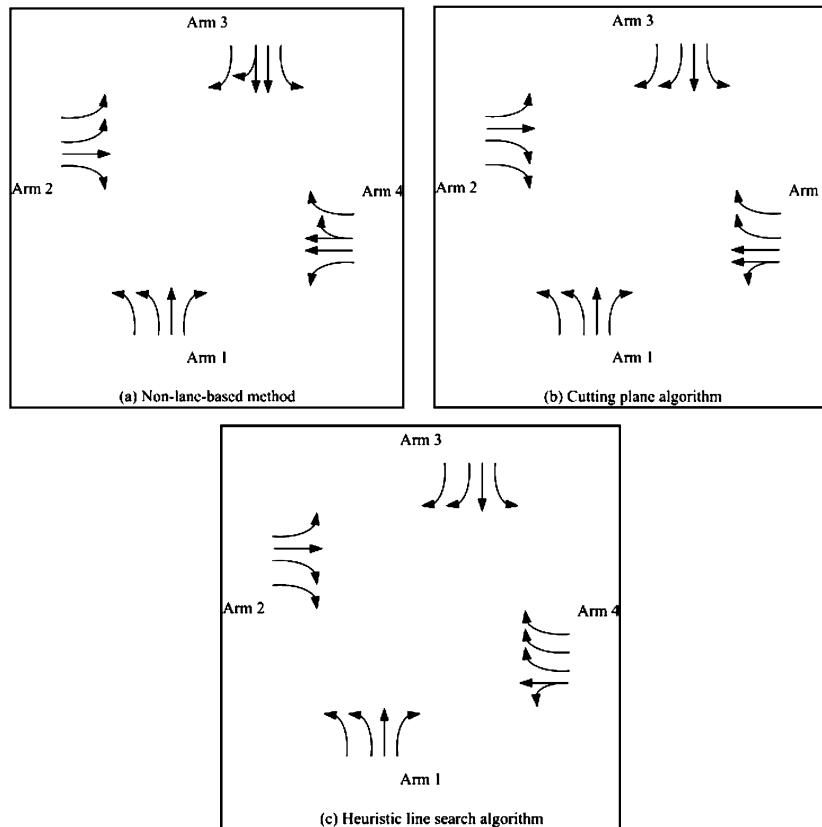 Arm 3
Arm 2
Arm 4
Arm 1
(a) Non-lane-based method
Arm 3
Arm 2
Arm
Arm 1
(b) Cutting plane algorithm
Arm 3
Arm 2
Arm 4
Arm 1
(c) Heuristic line search algorithm